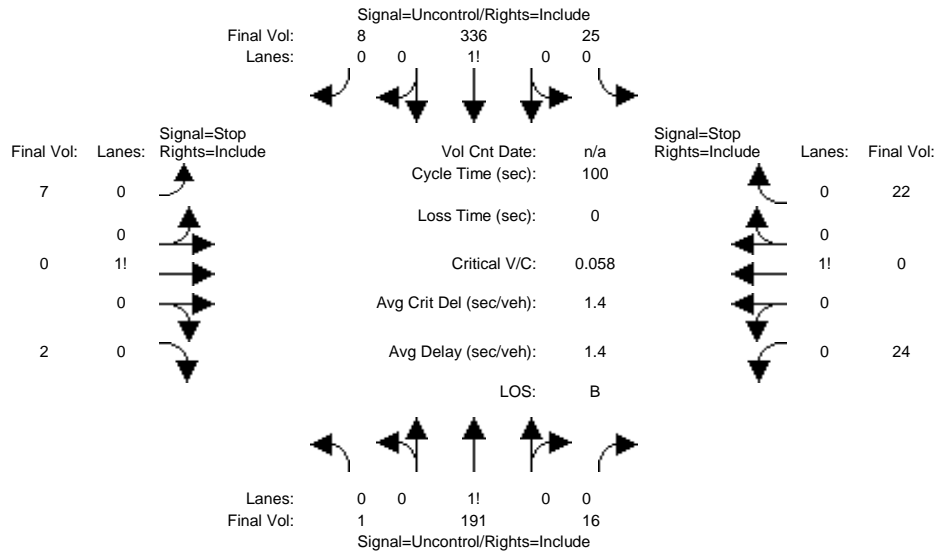 Signal=Uncontrol/Rights=Include
Final Vol: 8 336 25
Lanes: 0 0 1! 0 0
Signal=Stop Signal=Stop
Final Vol: Lanes: Rights=Include Vol Cnt Date: n/a Rights=Include Lanes: Final Vol:
Cycle Time (sec): 100
7 0 0 22
Loss Time (sec): 0
0 0
0 1! Critical V/C: 0.058 1! 0
0 Avg Crit Del (sec/veh): 1.4 0
2 0 Avg Delay (sec/veh): 1.4 0 24
LOS: B
Lanes: 0 0 1! 0 0
Final Vol: 1 191 16
Signal=Uncontrol/Rights=Include